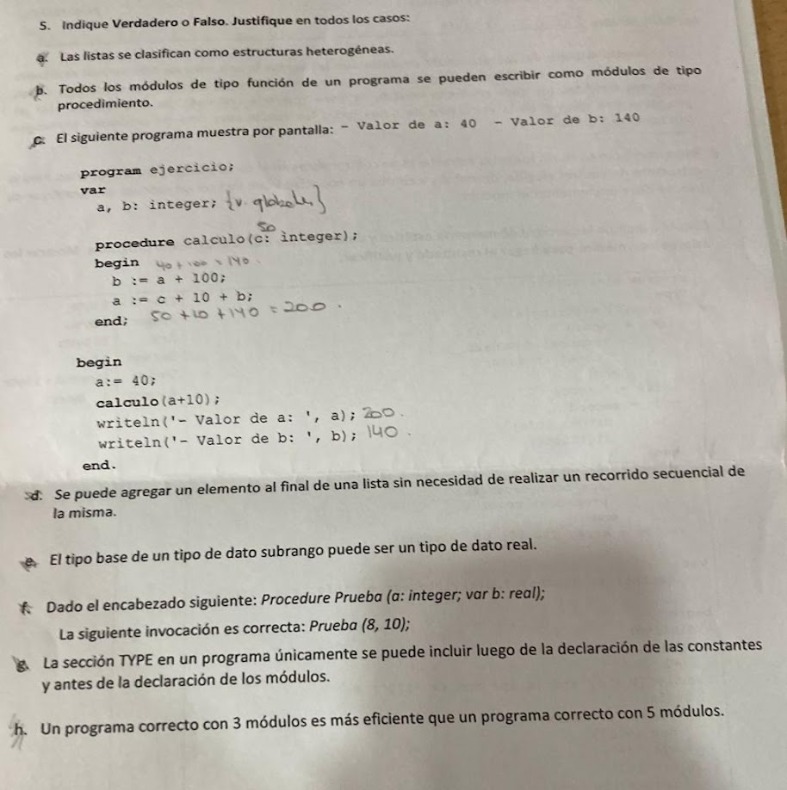 5. Indique Verdadero o Falso. Justifique en todos los casos:
a. Las listas se clasifican como estructuras heterogéneas.
b. Todos los módulos de tipo función de un programa se pueden escribir como módulos de tipo
procedimiento.
c. El siguiente programa muestra por pantalla: - Valor de a: 40 - Valor de b: 140
program ejercicio;
var
a, b: integer; {v. globales}
50
procedure calculo(c: integer);
begin 40 + 100 = 140
b := a + 100;
a := c + 10 + b;
end; 50 + 10 + 140 = 200.
begin
a:= 40;
calculo(a+10);
writeln('- Valor de a: ', a); 200.
writeln('- Valor de b: ', b); 140.
end.
d. Se puede agregar un elemento al final de una lista sin necesidad de realizar un recorrido secuencial de
la misma.
e. El tipo base de un tipo de dato subrango puede ser un tipo de dato real.
f. Dado el encabezado siguiente: Procedure Prueba (a: integer; var b: real);
La siguiente invocación es correcta: Prueba (8, 10);
g. La sección TYPE en un programa únicamente se puede incluir luego de la declaración de las constantes
y antes de la declaración de los módulos.
h. Un programa correcto con 3 módulos es más eficiente que un programa correcto con 5 módulos.